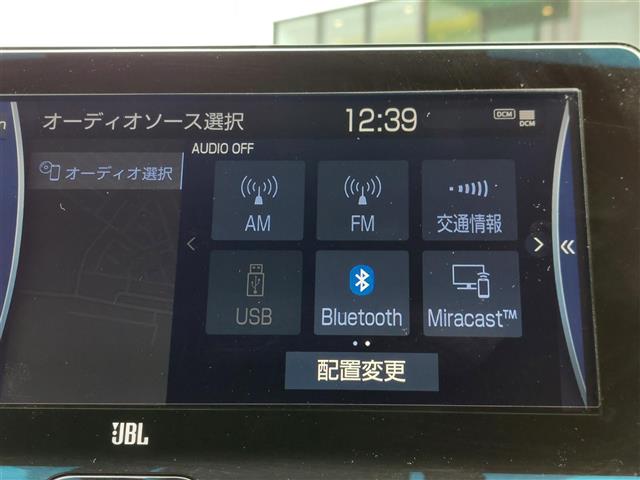 オーディオソース選択
12:39
DCM
DCM
オーディオ選択
AUDIO OFF
AM
FM
交通情報
USB
Bluetooth
Miracast™
配置変更
JBL